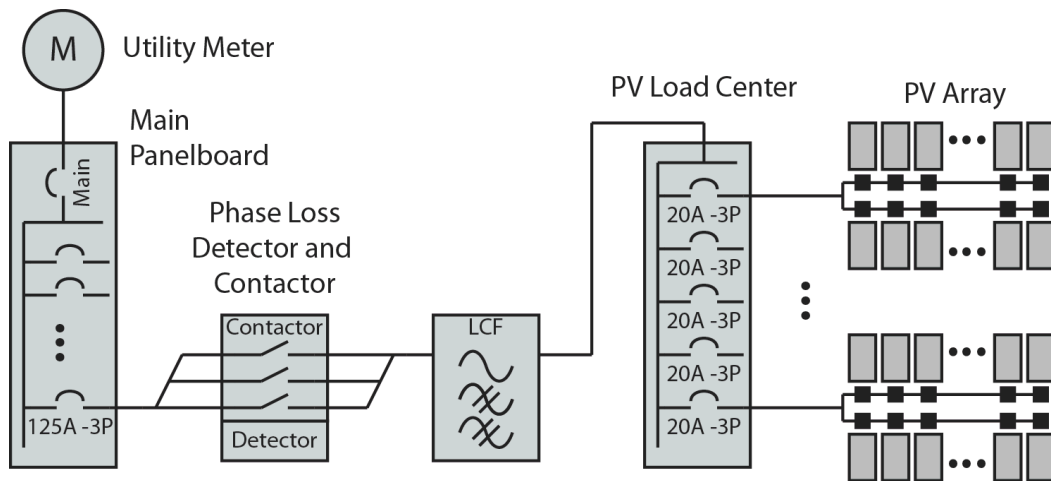 M
Utility Meter
Main
Panelboard
Main
125A -3P
Phase Loss
Detector and
Contactor
Contactor
Detector
LCF
PV Load Center
20A -3P
20A -3P
20A -3P
20A -3P
20A -3P
PV Array